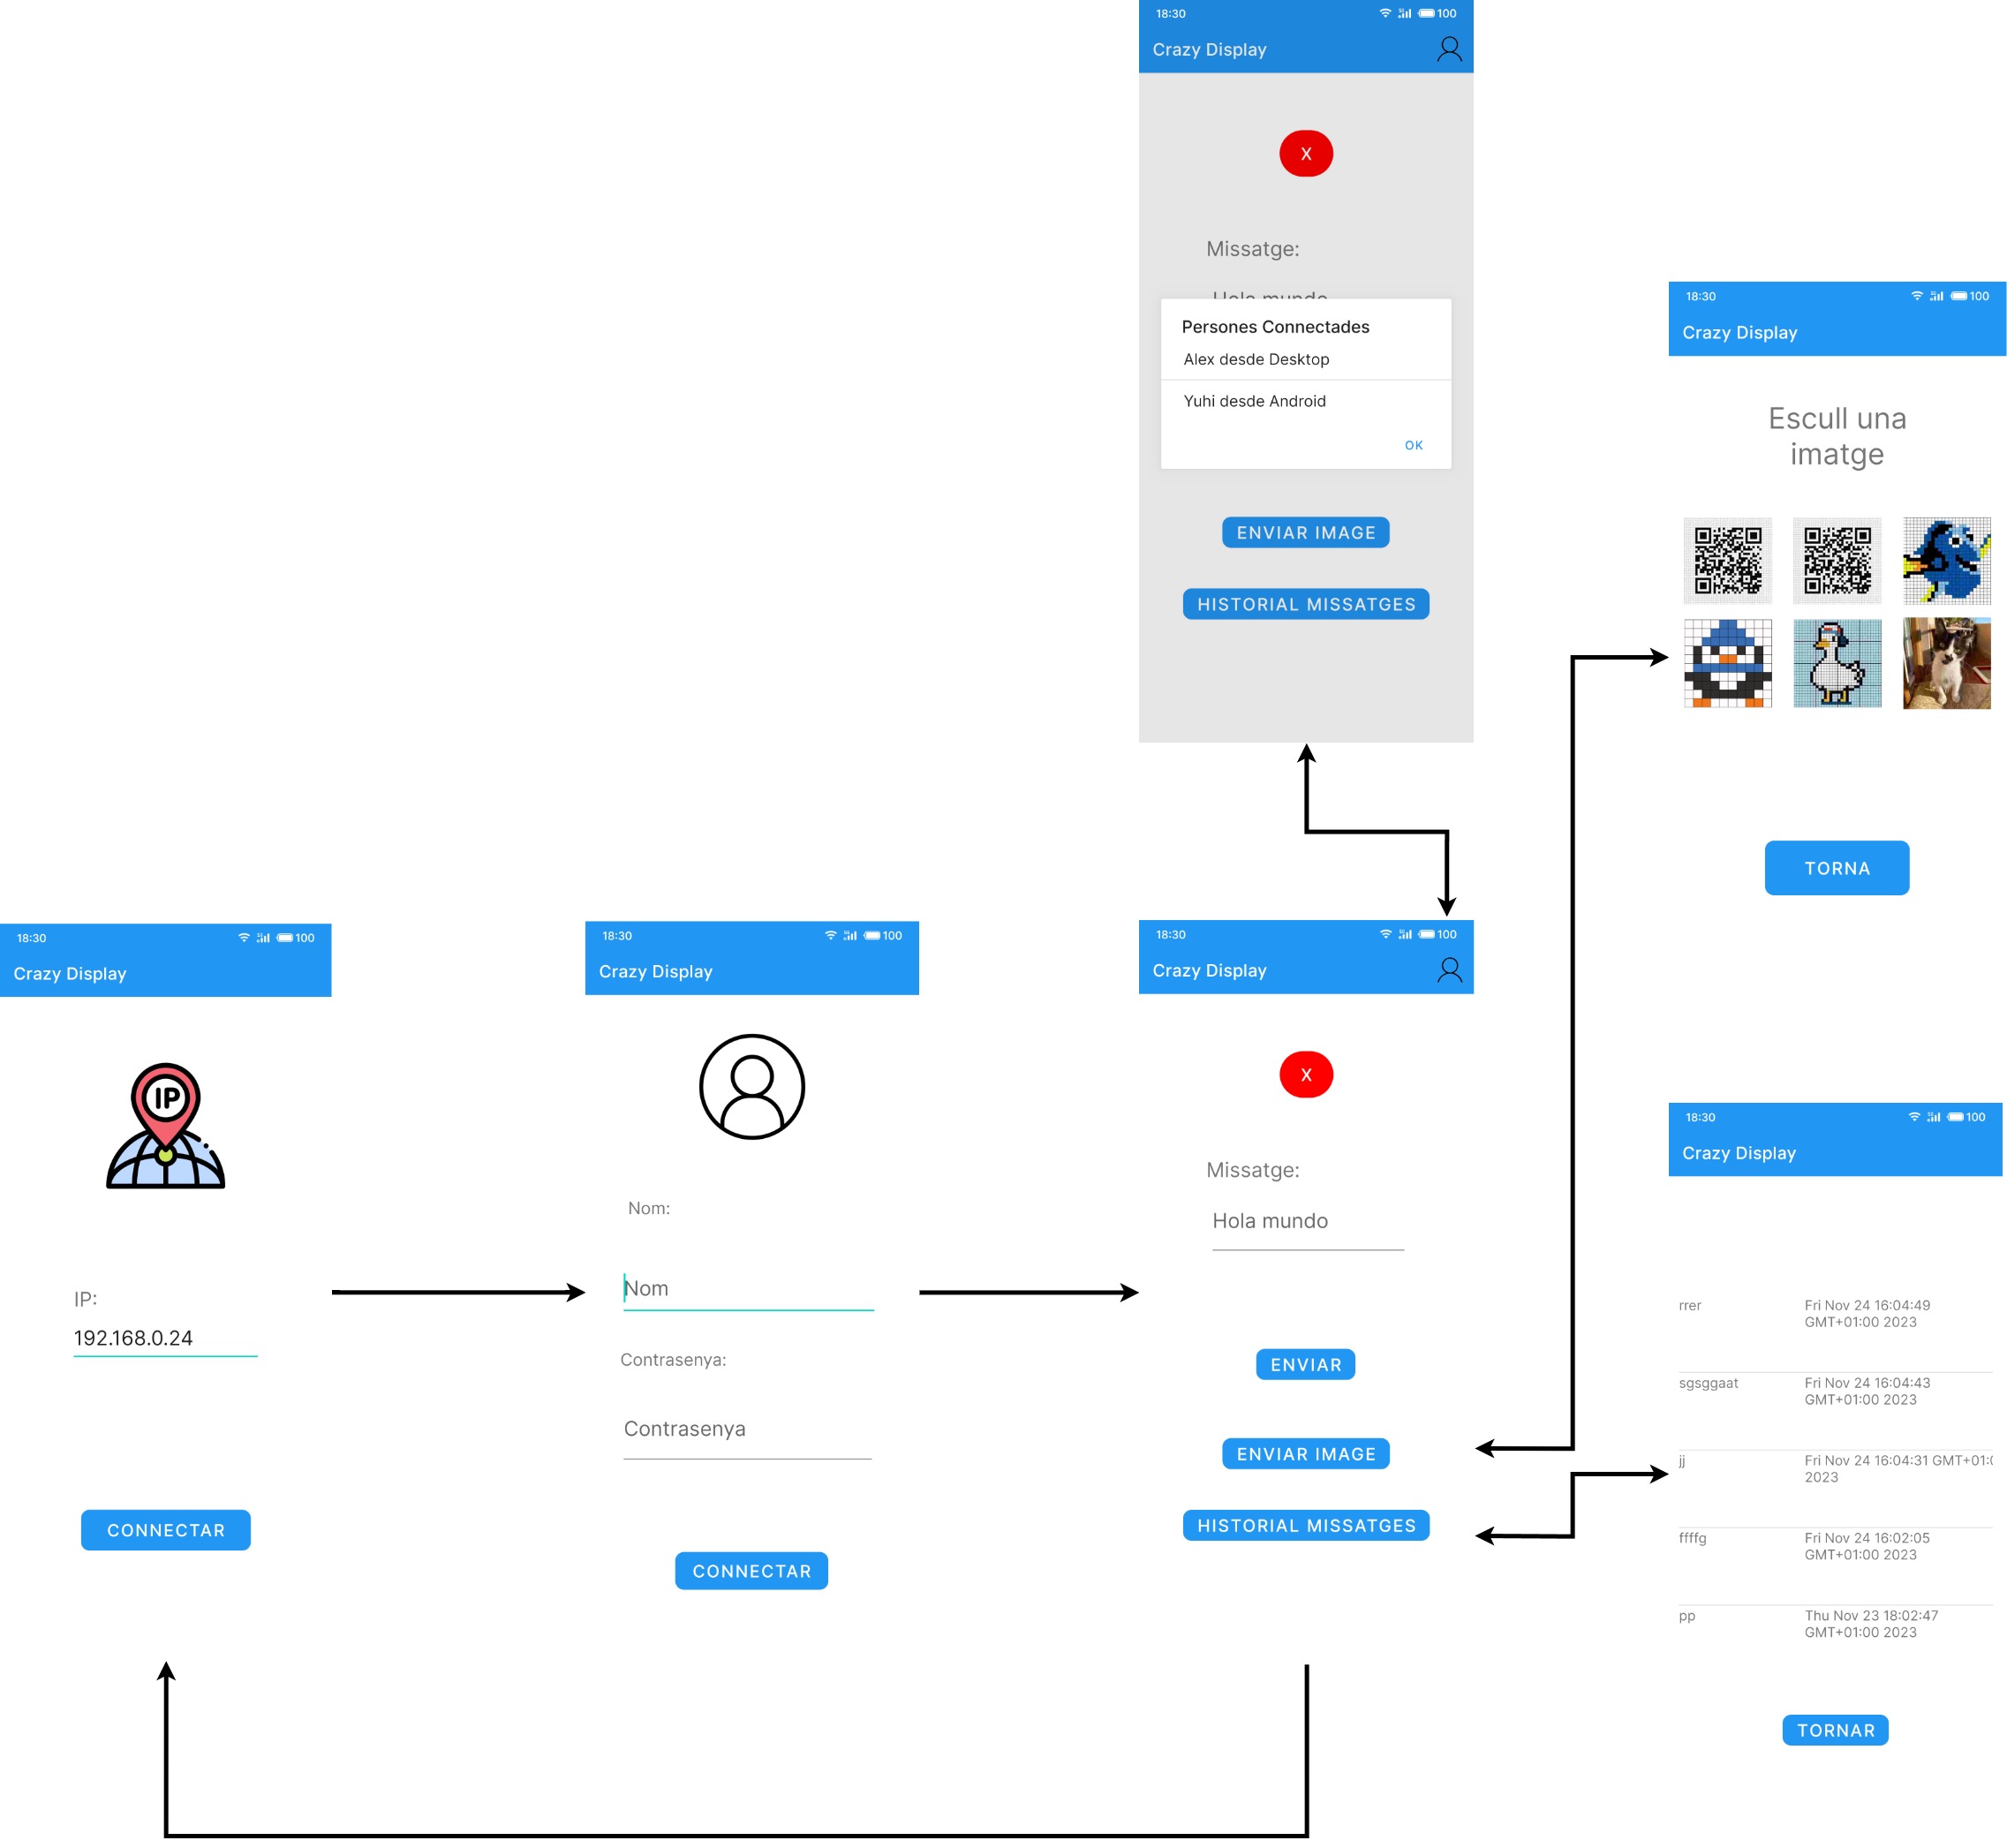 18:30
100
Crazy Display
X
Missatge:
Hola mundo
Persones Connectades
Alex desde Desktop
Yuhi desde Android
OK
ENVIAR IMAGE
HISTORIAL MISSATGES
18:30
100
Crazy Display
Escull una
imatge
TORNA
18:30
100
Crazy Display
IP
IP:
192.168.0.24
CONNECTAR
18:30
100
Crazy Display
Nom:
Nom
Contrasenya:
Contrasenya
CONNECTAR
18:30
100
Crazy Display
X
Missatge:
Hola mundo
ENVIAR
ENVIAR IMAGE
HISTORIAL MISSATGES
18:30
100
Crazy Display
rrer
Fri Nov 24 16:04:49
GMT+01:00 2023
sgsggaat
Fri Nov 24 16:04:43
GMT+01:00 2023
jj
Fri Nov 24 16:04:31 GMT+01:0
2023
ffffg
Fri Nov 24 16:02:05
GMT+01:00 2023
pp
Thu Nov 23 18:02:47
GMT+01:00 2023
TORNAR